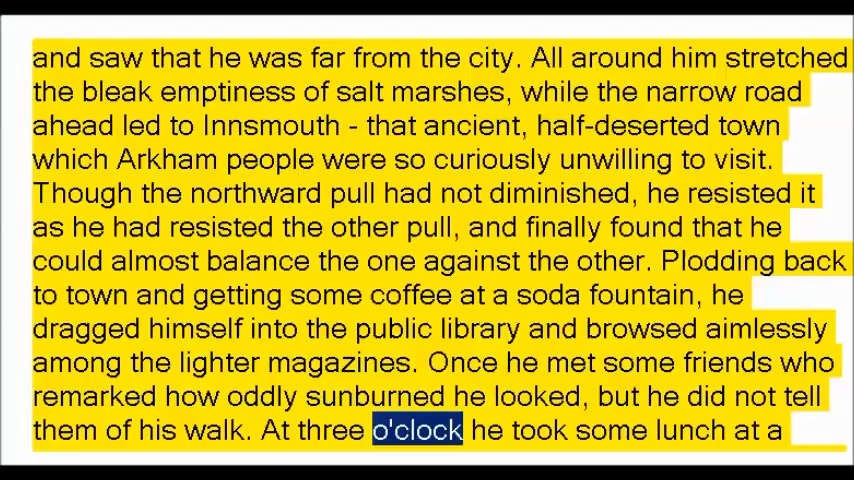 and saw that he was far from the city. All around him stretched
the bleak emptiness of salt marshes, while the narrow road
ahead led to Innsmouth - that ancient, half-deserted town
which Arkham people were so curiously unwilling to visit.
Though the northward pull had not diminished, he resisted it
as he had resisted the other pull, and finally found that he
could almost balance the one against the other. Plodding back
to town and getting some coffee at a soda fountain, he
dragged himself into the public library and browsed aimlessly
among the lighter magazines. Once he met some friends who
remarked how oddly sunburned he looked, but he did not tell
them of his walk. At three o'clock he took some lunch at a